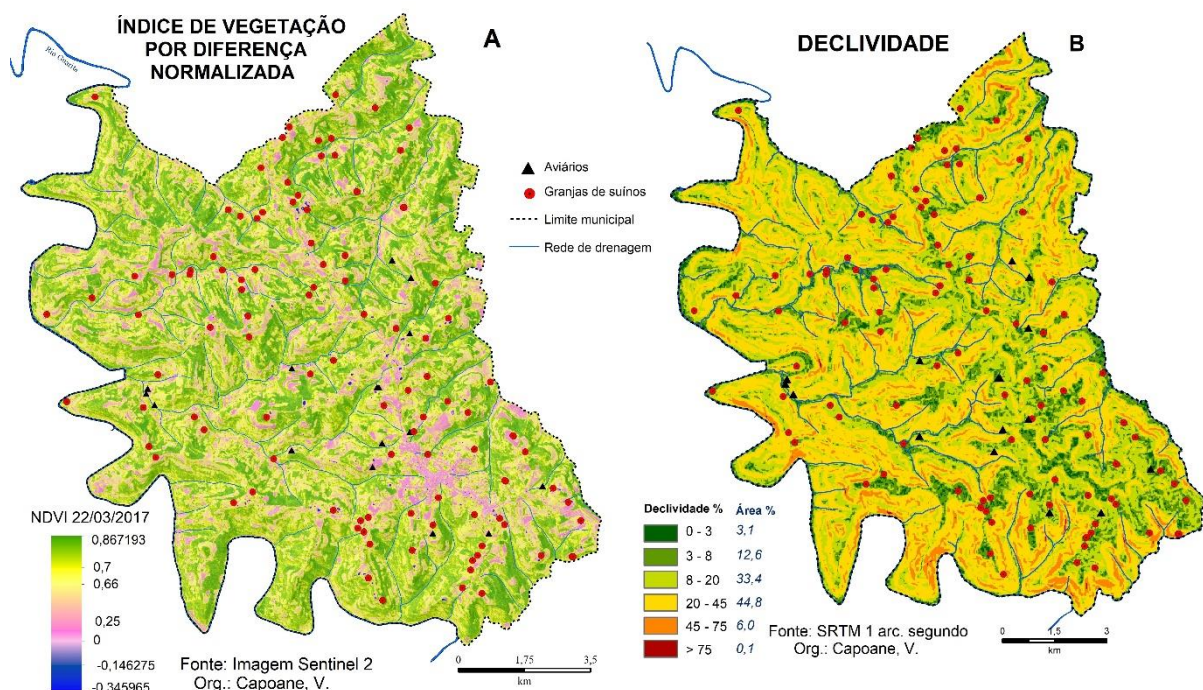 ÍNDICE DE VEGETAÇÃO
POR DIFERENÇA
NORMALIZADA
A
Rio Guarita
NDVI 22/03/2017
0,867193
0,7
0,66
0,25
0
-0,146275
-0,345965
Fonte: Imagem Sentinel 2
Org.: Capoane, V.
0 1,75 3,5
km
Aviários
Granjas de suínos
Limite municipal
Rede de drenagem
DECLIVIDADE
B
Declividade % Área %
0 - 3 3,1
3 - 8 12,6
8 - 20 33,4
20 - 45 44,8
45 - 75 6,0
> 75 0,1
Fonte: SRTM 1 arc. segundo
Org.: Capoane, V.
0 1,5 3
km